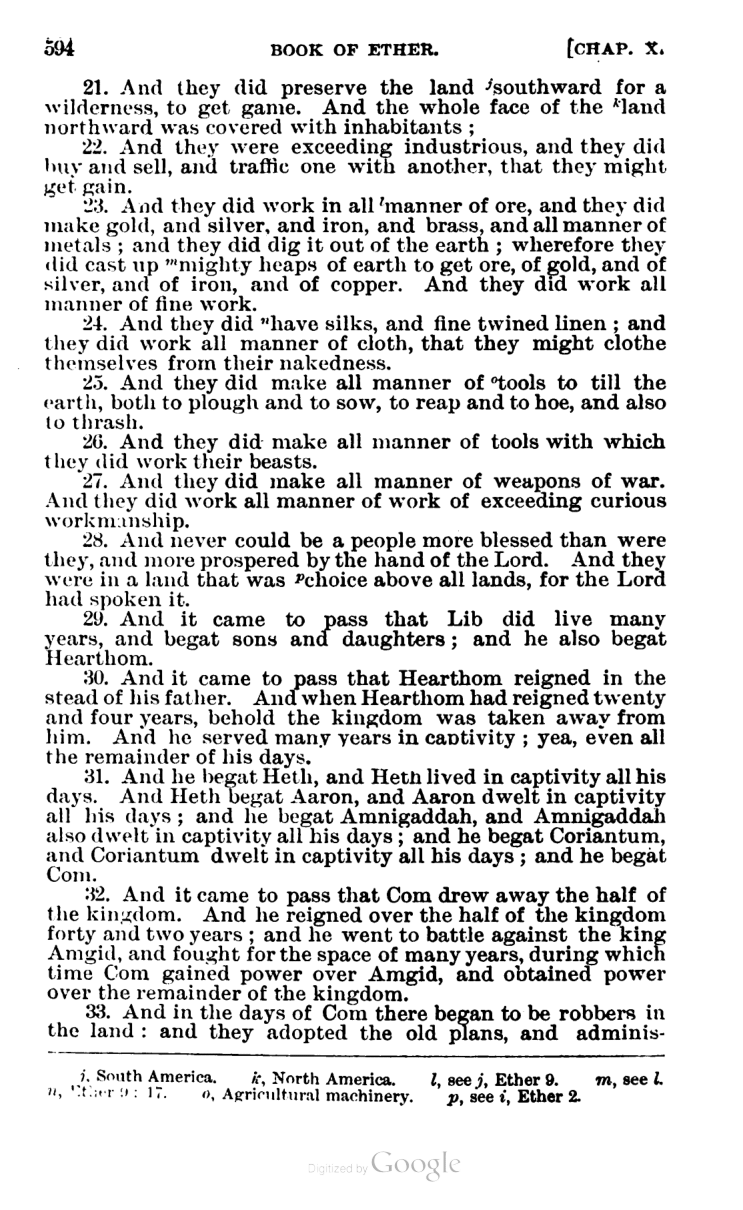 594 BOOK OF ETHER. [CHAP. X.
21. And they did preserve the land jsouthward for a
wilderness, to get game. And the whole face of the kland
northward was covered with inhabitants ;
22. And they were exceeding industrious, and they did
buy and sell, and traffic one with another, that they might
get gain.
23. And they did work in all lmanner of ore, and they did
make gold, and silver, and iron, and brass, and all manner of
metals ; and they did dig it out of the earth ; wherefore they
did cast up mmighty heaps of earth to get ore, of gold, and of
silver, and of iron, and of copper. And they did work all
manner of fine work.
24. And they did nhave silks, and fine twined linen ; and
they did work all manner of cloth, that they might clothe
themselves from their nakedness.
25. And they did make all manner of otools to till the
earth, both to plough and to sow, to reap and to hoe, and also
to thrash.
26. And they did make all manner of tools with which
they did work their beasts.
27. And they did make all manner of weapons of war.
And they did work all manner of work of exceeding curious
workmanship.
28. And never could be a people more blessed than were
they, and more prospered by the hand of the Lord. And they
were in a land that was pchoice above all lands, for the Lord
had spoken it.
29. And it came to pass that Lib did live many
years, and begat sons and daughters ; and he also begat
Hearthom.
30. And it came to pass that Hearthom reigned in the
stead of his father. And when Hearthom had reigned twenty
and four years, behold the kingdom was taken away from
him. And he served many years in captivity ; yea, even all
the remainder of his days.
31. And he begat Heth, and Heth lived in captivity all his
days. And Heth begat Aaron, and Aaron dwelt in captivity
all his days ; and he begat Amnigaddah, and Amnigaddah
also dwelt in captivity all his days ; and he begat Coriantum,
and Coriantum dwelt in captivity all his days ; and he begat
Com.
32. And it came to pass that Com drew away the half of
the kingdom. And he reigned over the half of the kingdom
forty and two years ; and he went to battle against the king
Amgid, and fought for the space of many years, during which
time Com gained power over Amgid, and obtained power
over the remainder of the kingdom.
33. And in the days of Com there began to be robbers in
the land : and they adopted the old plans, and adminis-
j, South America. k, North America. l, see j, Ether 9. m, see l.
n, Ether 9 : 17. o, Agricultural machinery. p, see i, Ether 2.
Digitized by Google